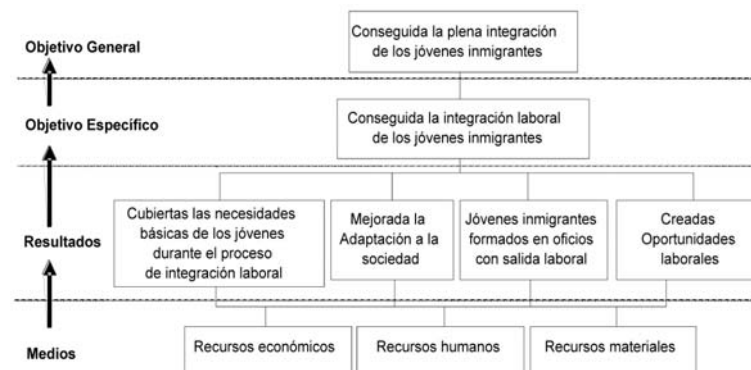 Objetivo General
Conseguida la plena integración
de los jóvenes inmigrantes
Objetivo Específico
Conseguida la integración laboral
de los jóvenes inmigrantes
Resultados
Cubiertas las necesidades
básicas de los jóvenes
durante el proceso
de integración laboral
Mejorada la
Adaptación a la
sociedad
Jóvenes inmigrantes
formados en oficios
con salida laboral
Creadas
Oportunidades
laborales
Medios
Recursos económicos
Recursos humanos
Recursos materiales